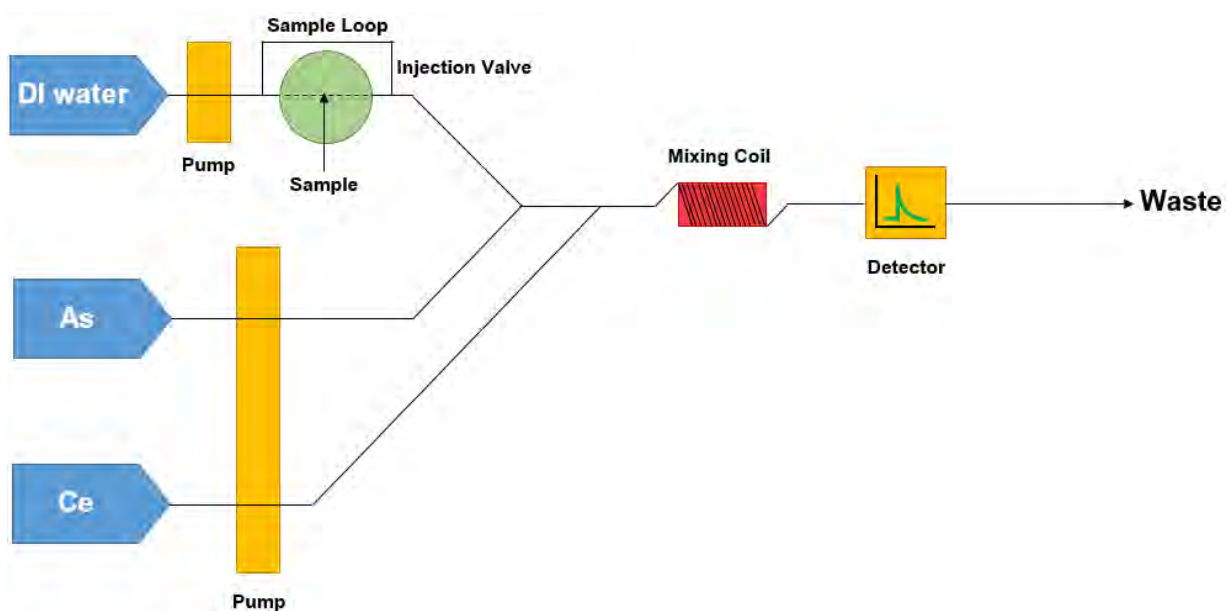 Sample Loop
DI water
Injection Valve
Pump
Sample
Mixing Coil
Waste
Detector
As
Ce
Pump